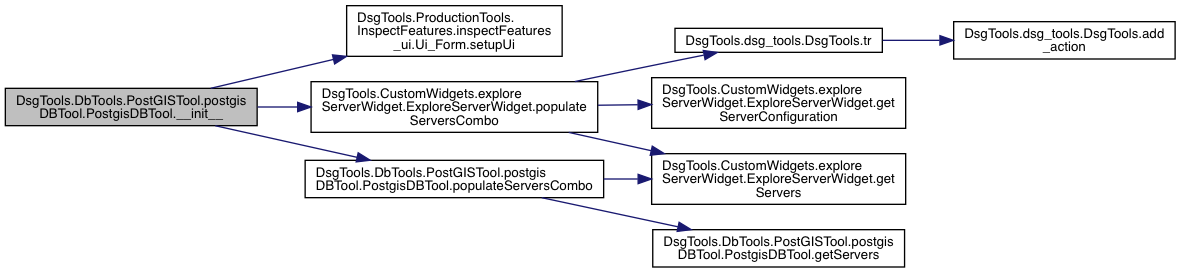 DsgTools.DbTools.PostGISTool.postgis
DBTool.PostgisDBTool.__init__
DsgTools.ProductionTools.
InspectFeatures.inspectFeatures
_ui.Ui_Form.setupUi
DsgTools.CustomWidgets.explore
ServerWidget.ExploreServerWidget.populate
ServersCombo
DsgTools.DbTools.PostGISTool.postgis
DBTool.PostgisDBTool.populateServersCombo
DsgTools.dsg_tools.DsgTools.tr
DsgTools.CustomWidgets.explore
ServerWidget.ExploreServerWidget.get
ServerConfiguration
DsgTools.CustomWidgets.explore
ServerWidget.ExploreServerWidget.get
Servers
DsgTools.DbTools.PostGISTool.postgis
DBTool.PostgisDBTool.getServers
DsgTools.dsg_tools.DsgTools.add
_action